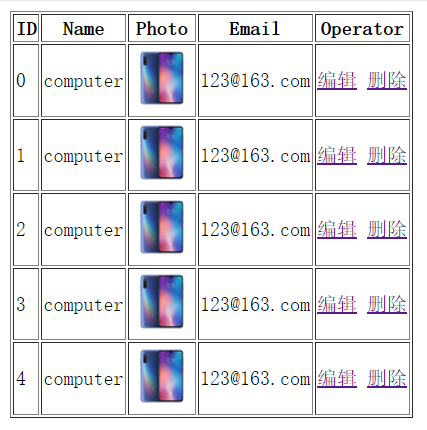 ID Name Photo Email Operator
0 computer 123@163.com 编辑 删除
1 computer 123@163.com 编辑 删除
2 computer 123@163.com 编辑 删除
3 computer 123@163.com 编辑 删除
4 computer 123@163.com 编辑 删除